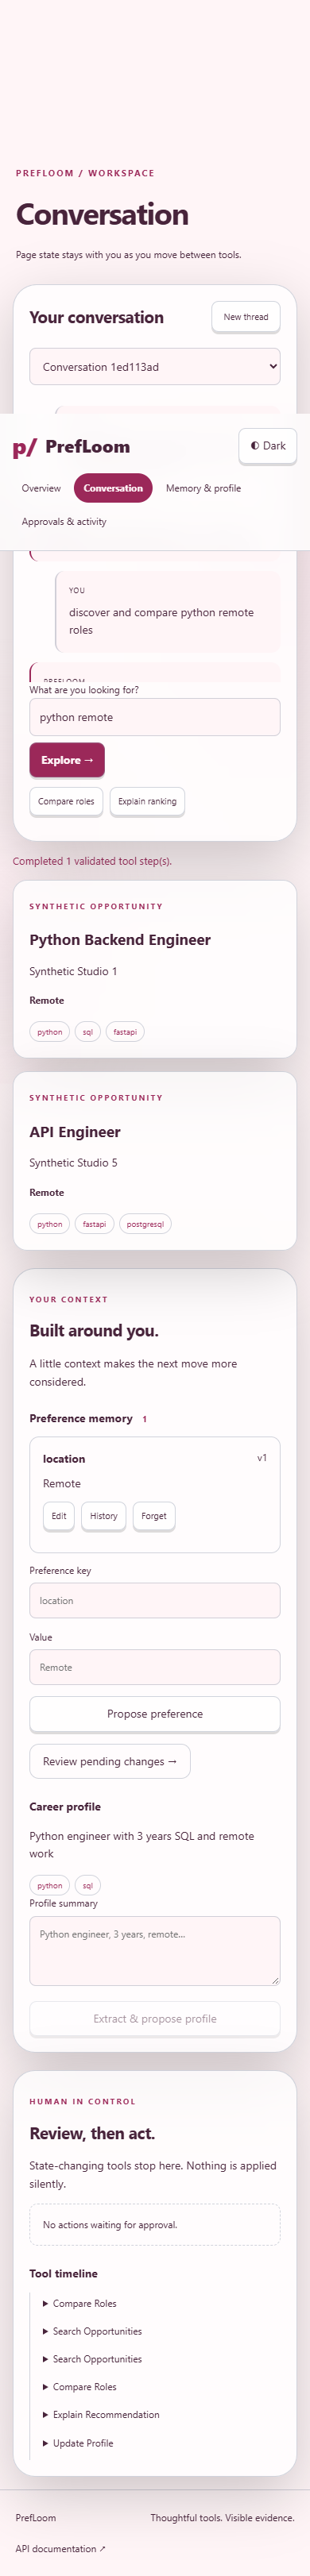 PREFLOOM / WORKSPACE
Conversation
Page state stays with you as you move between tools.
Your conversation
New thread
Conversation 1ed113ad
p/ PrefLoom
◐ Dark
Overview
Conversation
Memory & profile
Approvals & activity
YOU
discover and compare python remote
roles
PREFLOOM
What are you looking for?
python remote
Explore →
Compare roles
Explain ranking
Completed 1 validated tool step(s).
SYNTHETIC OPPORTUNITY
Python Backend Engineer
Synthetic Studio 1
Remote
python
sql
fastapi
SYNTHETIC OPPORTUNITY
API Engineer
Synthetic Studio 5
Remote
python
fastapi
postgresql
YOUR CONTEXT
Built around you.
A little context makes the next move more
considered.
Preference memory 1
location v1
Remote
Edit
History
Forget
Preference key
location
Value
Remote
Propose preference
Review pending changes →
Career profile
Python engineer with 3 years SQL and remote
work
python
sql
Profile summary
Python engineer, 3 years, remote...
Extract & propose profile
HUMAN IN CONTROL
Review, then act.
State-changing tools stop here. Nothing is applied
silently.
No actions waiting for approval.
Tool timeline
▶ Compare Roles
▶ Search Opportunities
▶ Search Opportunities
▶ Compare Roles
▶ Explain Recommendation
▶ Update Profile
PrefLoom
Thoughtful tools. Visible evidence.
API documentation ↗